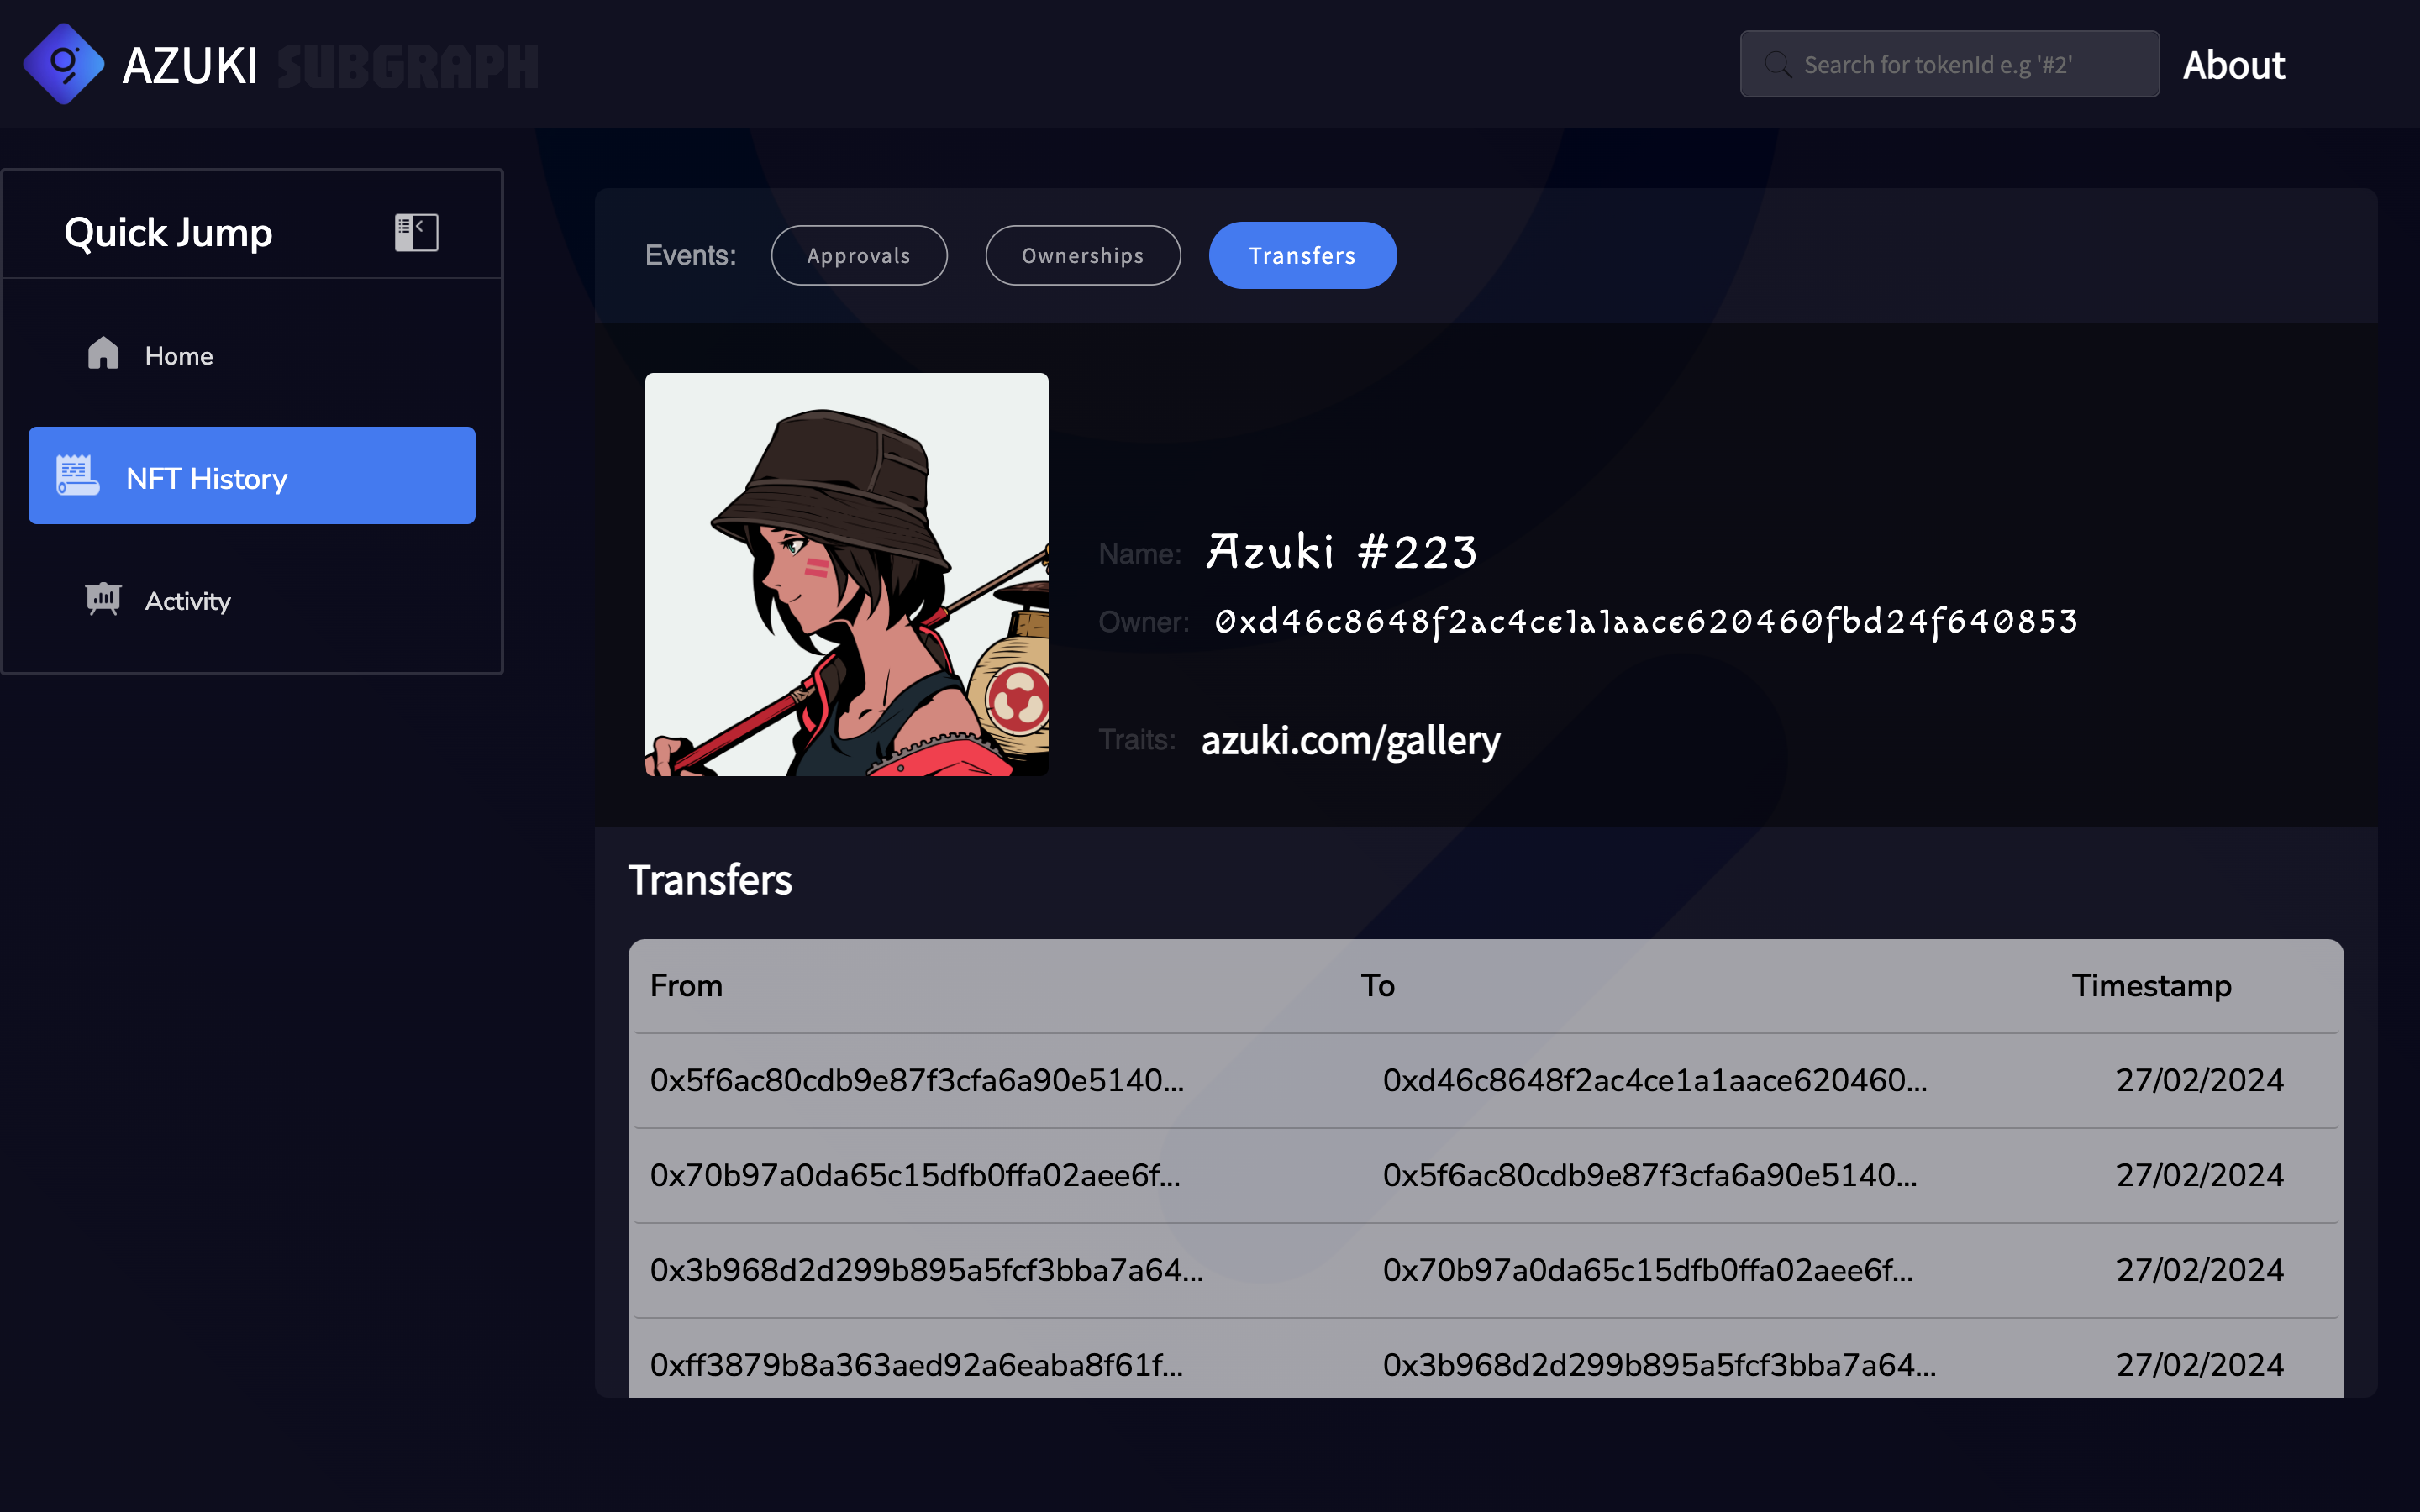 AZUKI SUBGRAPH
Search for tokenId e.g '#2'
About
Quick Jump
Home
NFT History
Activity
Events: Approvals Ownerships Transfers
Name: Azuki #223
Owner: 0xd46c8648f2ac4ce1a1aace620460fbd24f640853
Traits: azuki.com/gallery
Transfers
From To Timestamp
0x5f6ac80cdb9e87f3cfa6a90e5140... 0xd46c8648f2ac4ce1a1aace620460... 27/02/2024
0x70b97a0da65c15dfb0ffa02aee6f... 0x5f6ac80cdb9e87f3cfa6a90e5140... 27/02/2024
0x3b968d2d299b895a5fcf3bba7a64... 0x70b97a0da65c15dfb0ffa02aee6f... 27/02/2024
0xff3879b8a363aed92a6eaba8f61f... 0x3b968d2d299b895a5fcf3bba7a64... 27/02/2024